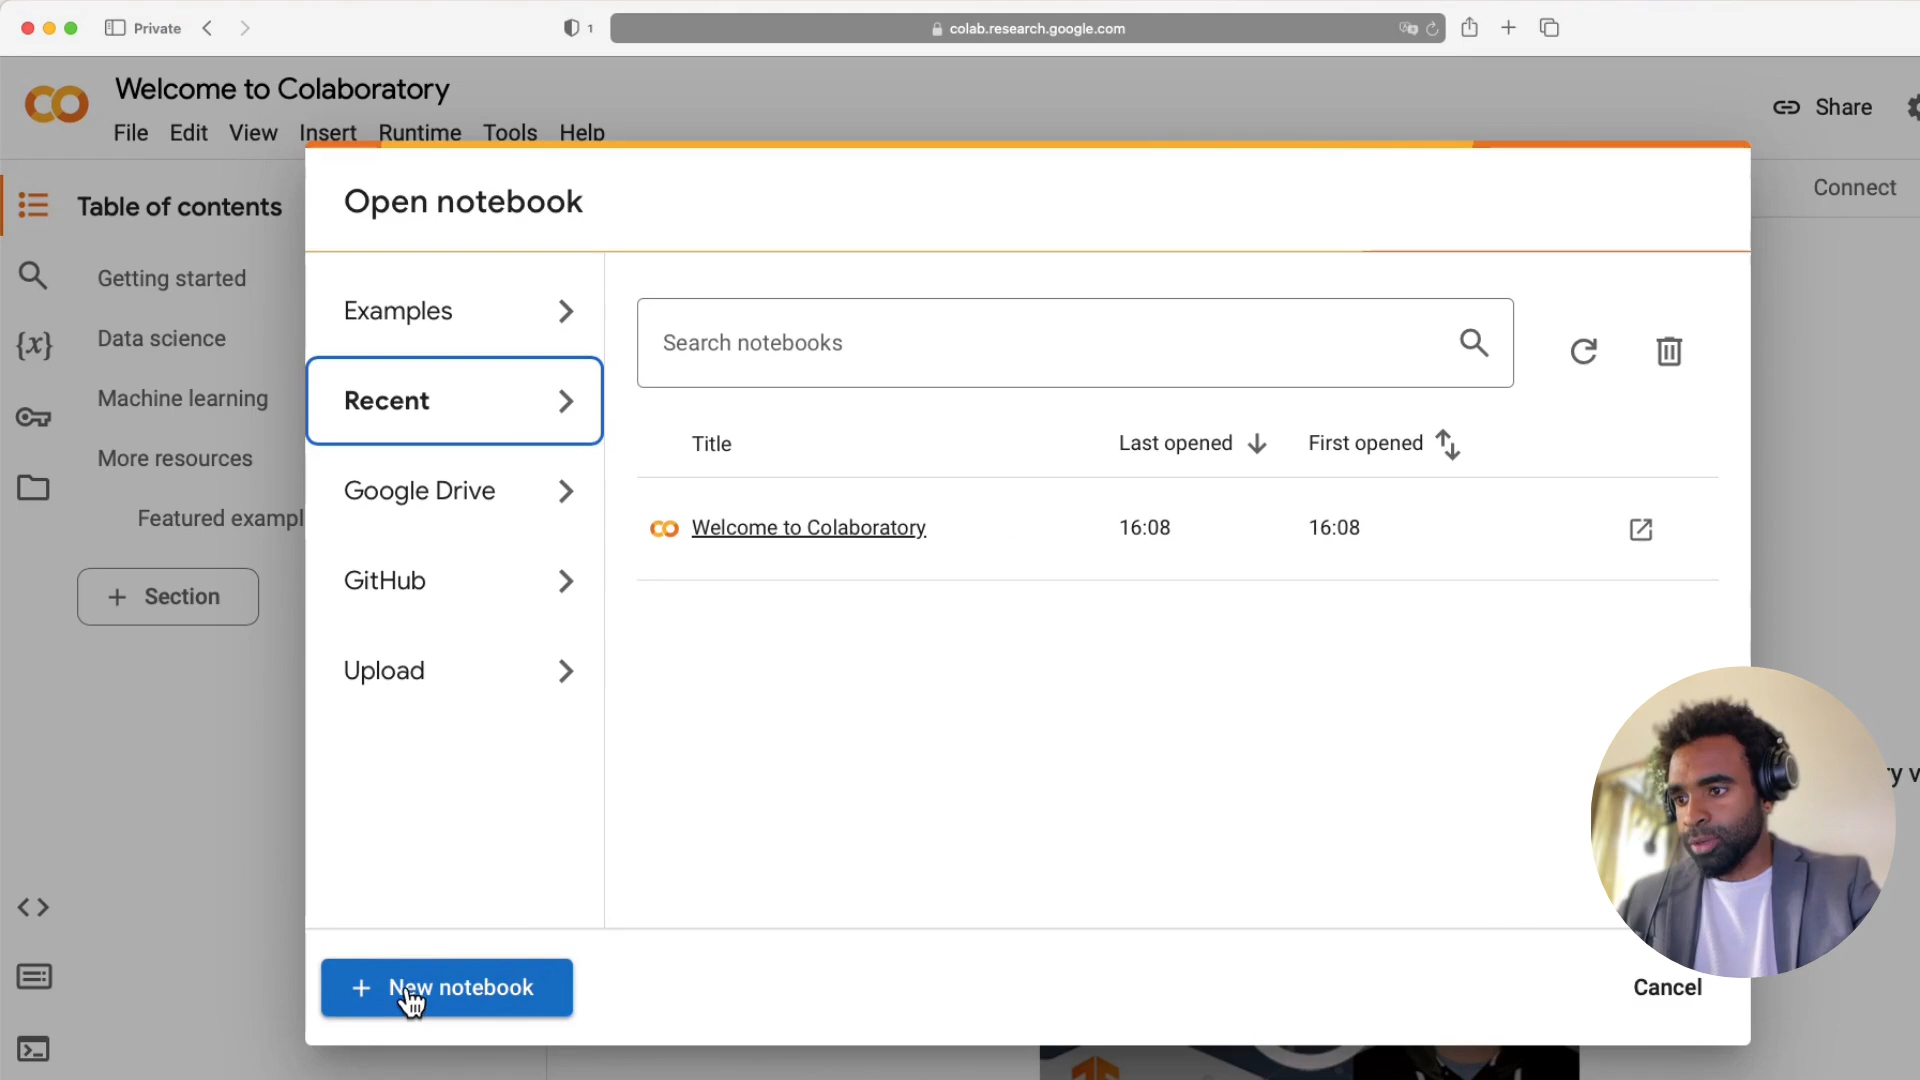 Private
1
colab.research.google.com
Welcome to Colaboratory
File Edit View Insert Runtime Tools Help
Share
Connect
Table of contents
Getting started
Data science
Machine learning
More resources
Featured exampl
+ Section
Open notebook
Examples
Recent
Google Drive
GitHub
Upload
Search notebooks
Title Last opened First opened
Welcome to Colaboratory 16:08 16:08
+ New notebook
Cancel